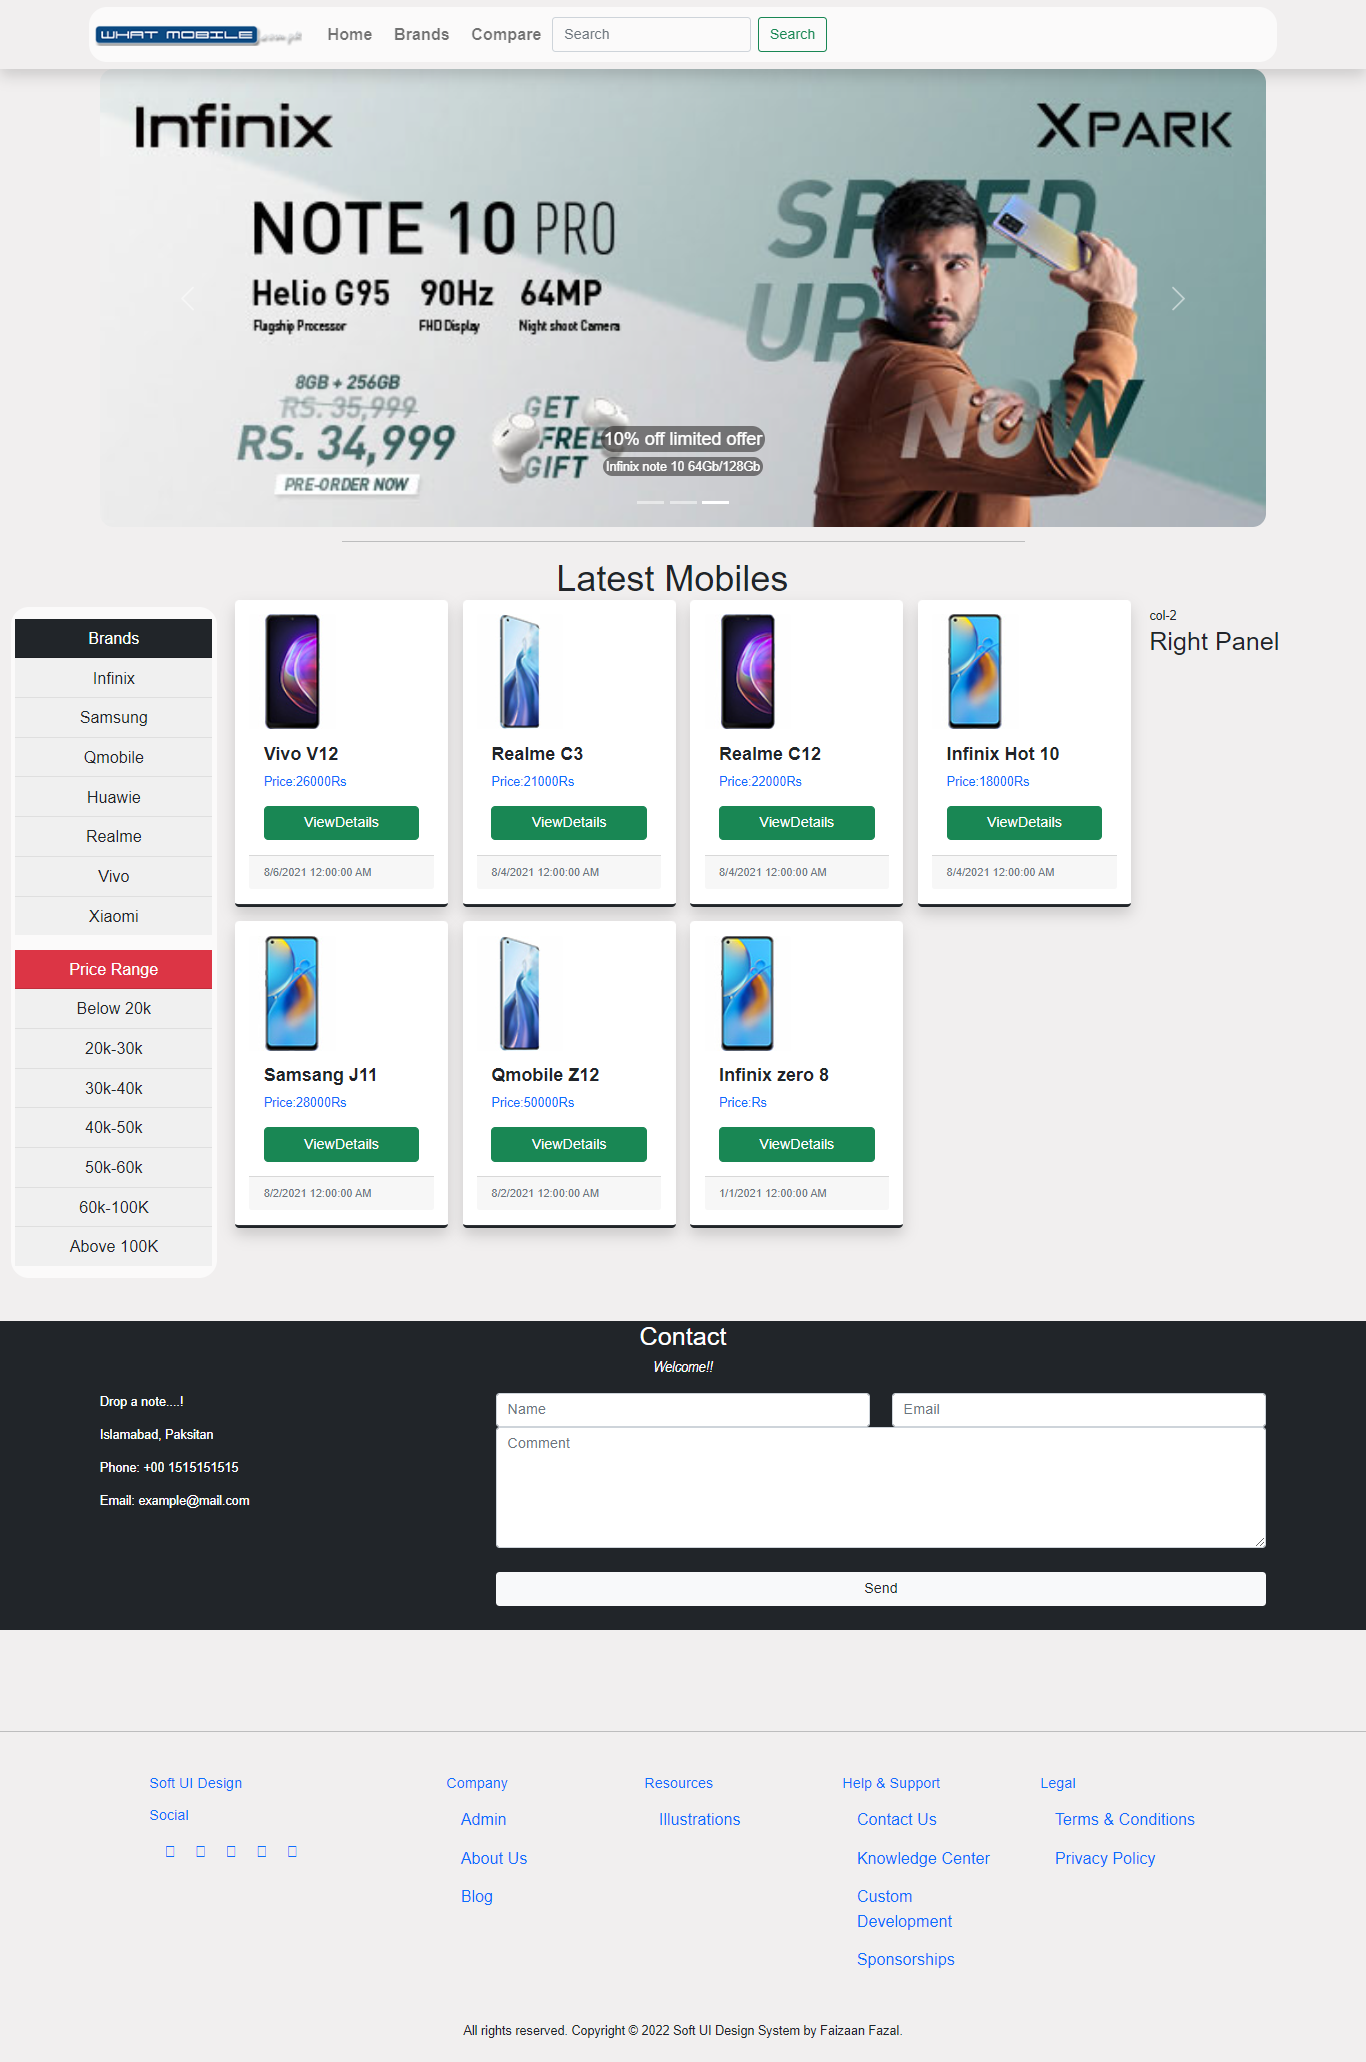 WHAT MOBILE.com.pk
Home Brands Compare Search Search
Infinix
XPARK
NOTE 10 PRO
SPEED
UP
NOW
Helio G95 90Hz 64MP
Flagship Processor FHD Display Night shoot Camera
8GB + 256GB
RS. 35,999
RS. 34,999
PRE-ORDER NOW
GET
FREE
GIFT
10% off limited offer
Infinix note 10 64Gb/128Gb
Latest Mobiles
Brands
Infinix
Samsung
Qmobile
Huawie
Realme
Vivo
Xiaomi
Price Range
Below 20k
20k-30k
30k-40k
40k-50k
50k-60k
60k-100K
Above 100K
Vivo V12
Price:26000Rs
ViewDetails
8/6/2021 12:00:00 AM
Realme C3
Price:21000Rs
ViewDetails
8/4/2021 12:00:00 AM
Realme C12
Price:22000Rs
ViewDetails
8/4/2021 12:00:00 AM
Infinix Hot 10
Price:18000Rs
ViewDetails
8/4/2021 12:00:00 AM
Samsang J11
Price:28000Rs
ViewDetails
8/2/2021 12:00:00 AM
Qmobile Z12
Price:50000Rs
ViewDetails
8/2/2021 12:00:00 AM
Infinix zero 8
Price:Rs
ViewDetails
1/1/2021 12:00:00 AM
col-2
Right Panel
Contact
Welcome!!
Drop a note....!
Islamabad, Paksitan
Phone: +00 1515151515
Email: example@mail.com
Name
Email
Comment
Send
Soft UI Design
Social
Company
Admin
About Us
Blog
Resources
Illustrations
Help & Support
Contact Us
Knowledge Center
Custom
Development
Sponsorships
Legal
Terms & Conditions
Privacy Policy
All rights reserved. Copyright © 2022 Soft UI Design System by Faizaan Fazal.